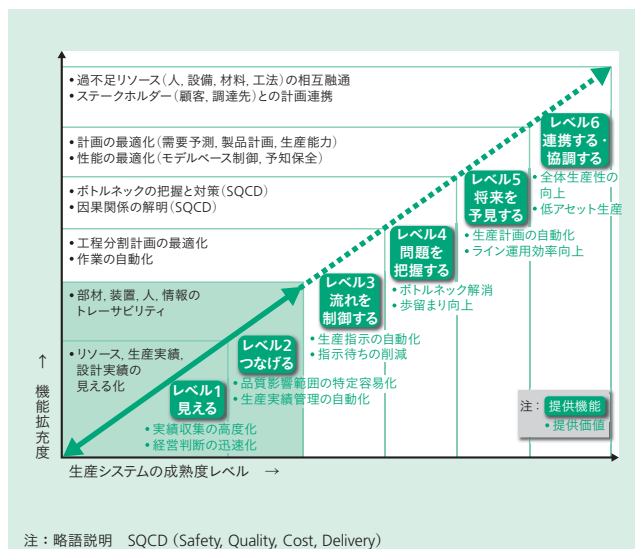 • 過不足リソース（人, 設備, 材料, 工法）の相互融通
• ステークホルダー（顧客, 調達先）との計画連携
• 計画の最適化（需要予測, 製品計画, 生産能力）
• 性能の最適化（モデルベース制御, 予知保全）
• ボトルネックの把握と対策（SQCD）
• 因果関係の解明（SQCD）
• 工程分割計画の最適化
• 作業の自動化
• 部材, 装置, 人, 情報の
トレーサビリティ
• リソース, 生産実績,
設計実績の
見える化
レベル1
見える
• 実績収集の高度化
• 経営判断の迅速化
レベル2
つなげる
• 品質影響範囲の特定容易化
• 生産実績管理の自動化
レベル3
流れを
制御する
• 生産指示の自動化
• 指示待ちの削減
レベル4
問題を
把握する
• ボトルネック解消
• 歩留まり向上
レベル5
将来を
予見する
• 生産計画の自動化
• ライン運用効率向上
レベル6
連携する・
協調する
• 全体生産性の
向上
• 低アセット生産
注： 提供機能
• 提供価値
↑ 機能拡充度
生産システムの成熟度レベル →
注：略語説明 SQCD（Safety, Quality, Cost, Delivery）